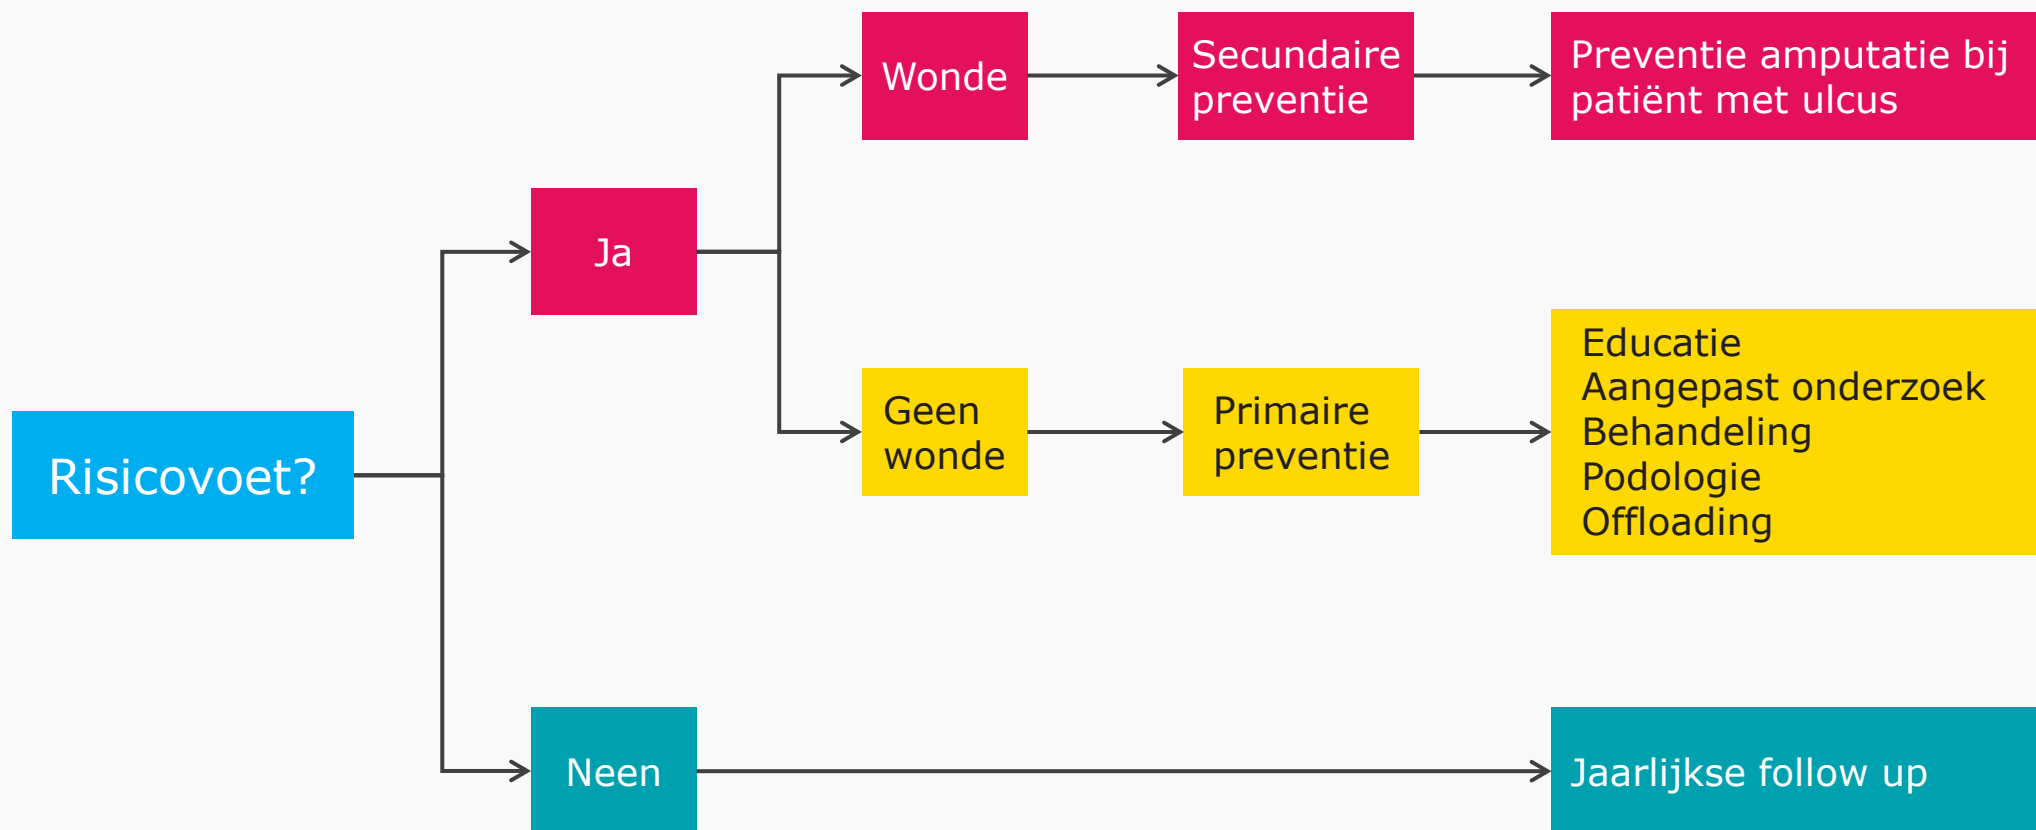 Wonde
Secundaire
preventie
Preventie amputatie bij
patiënt met ulcus
Ja
Risicovoet?
Geen
wonde
Primaire
preventie
Educatie
Aangepast onderzoek
Behandeling
Podologie
Offloading
Neen
Jaarlijkse follow up